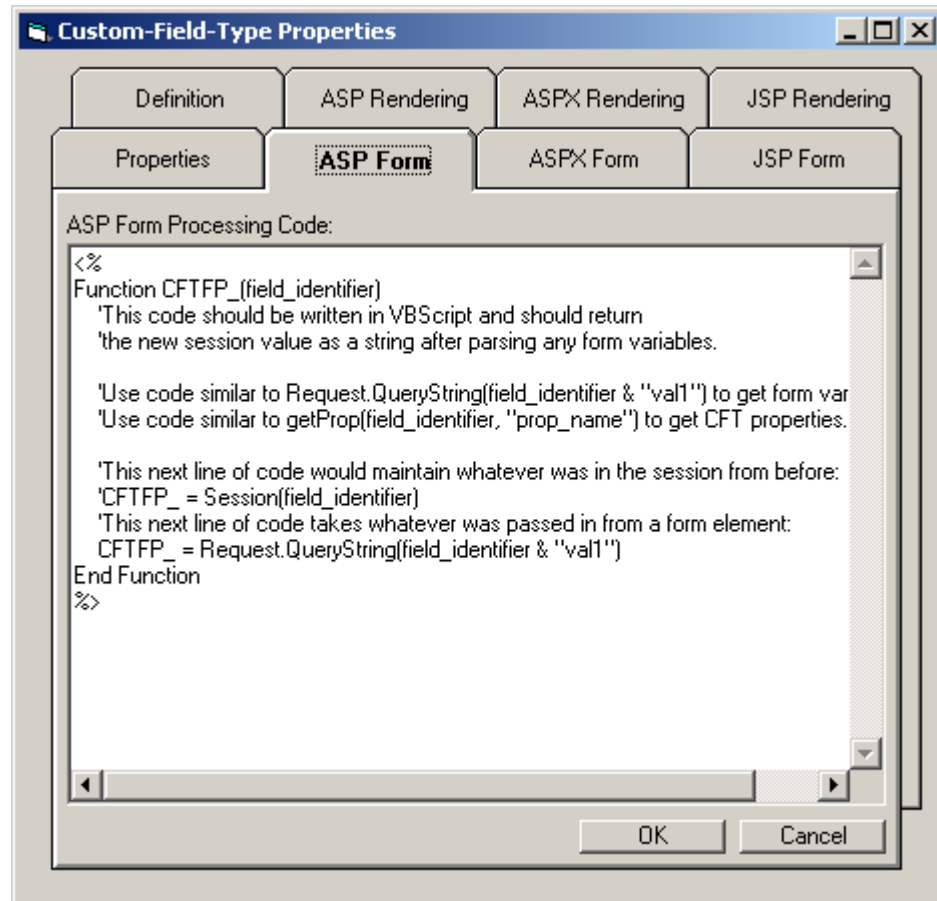 Custom-Field-Type Properties
Definition
ASP Rendering
ASPX Rendering
JSP Rendering
Properties
ASP Form
ASPX Form
JSP Form
ASP Form Processing Code:
<%
Function CFTFP_(field_identifier)
'This code should be written in VBScript and should return
'the new session value as a string after parsing any form variables.
'Use code similar to Request.QueryString(field_identifier & "val1") to get form var
'Use code similar to getProp(field_identifier, "prop_name") to get CFT properties.
'This next line of code would maintain whatever was in the session from before:
'CFTFP_ = Session(field_identifier)
'This next line of code takes whatever was passed in from a form element:
CFTFP_ = Request.QueryString(field_identifier & "val1")
End Function
%>
OK
Cancel